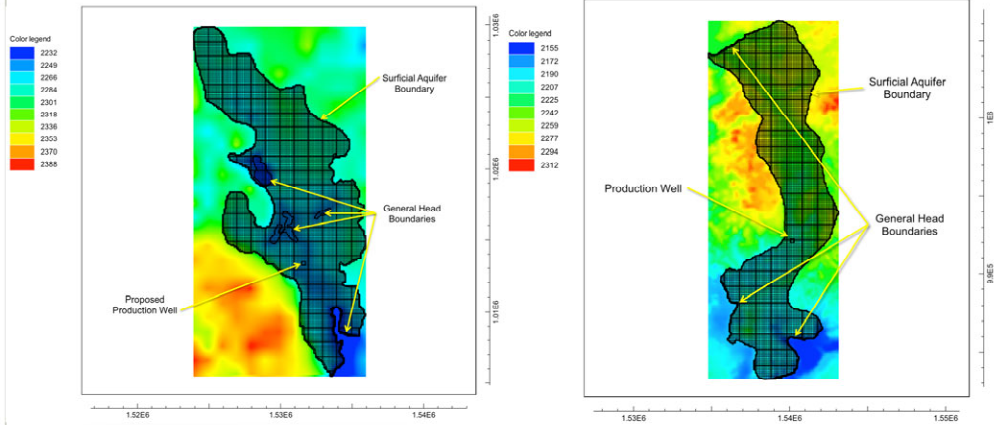 Color legend
2232
2249
2266
2284
2301
2318
2336
2353
2370
2388
Surficial Aquifer
Boundary
General Head
Boundaries
Proposed
Production Well
1.03E6
1.02E6
1.01E6
1.52E6
1.53E6
1.54E6
Color legend
2155
2172
2190
2207
2225
2242
2259
2277
2294
2312
Surficial Aquifer
Boundary
Production Well
General Head
Boundaries
1E6
9.9E5
1.53E6
1.54E6
1.55E6